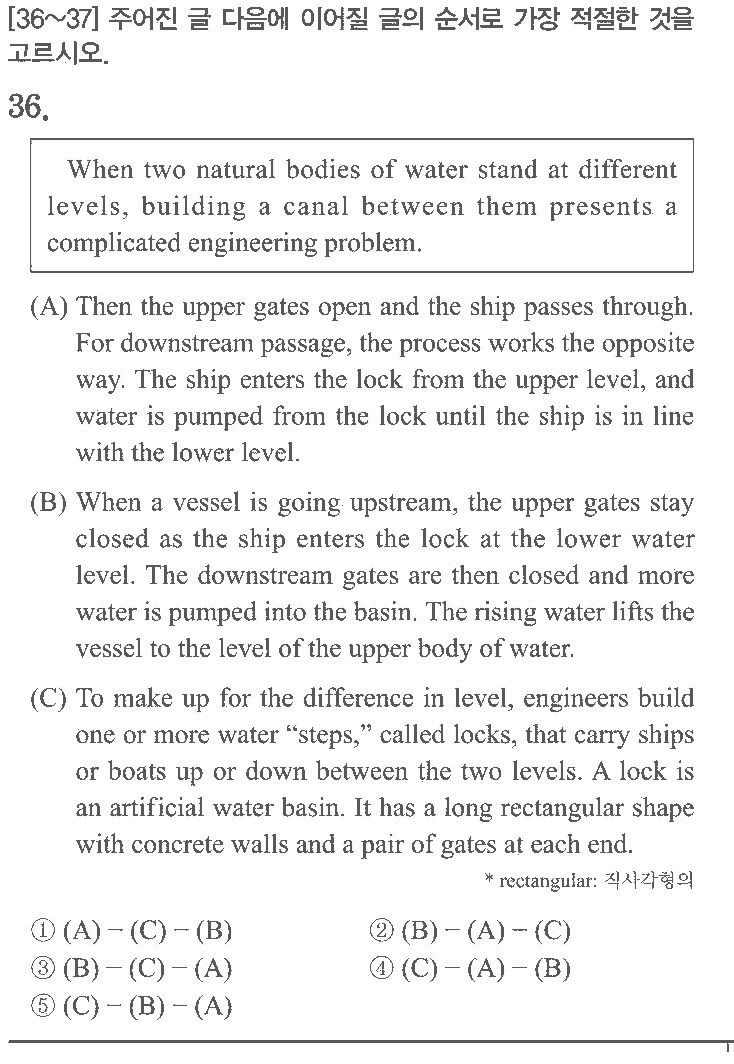 [36~37] 주어진 글 다음에 이어질 글의 순서로 가장 적절한 것을
고르시오.
36.
When two natural bodies of water stand at different
levels, building a canal between them presents a
complicated engineering problem.
(A) Then the upper gates open and the ship passes through.
For downstream passage, the process works the opposite
way. The ship enters the lock from the upper level, and
water is pumped from the lock until the ship is in line
with the lower level.
(B) When a vessel is going upstream, the upper gates stay
closed as the ship enters the lock at the lower water
level. The downstream gates are then closed and more
water is pumped into the basin. The rising water lifts the
vessel to the level of the upper body of water.
(C) To make up for the difference in level, engineers build
one or more water “steps,” called locks, that carry ships
or boats up or down between the two levels. A lock is
an artificial water basin. It has a long rectangular shape
with concrete walls and a pair of gates at each end.
* rectangular: 직사각형의
① (A) - (C) - (B) ② (B) - (A) - (C)
③ (B) - (C) - (A) ④ (C) - (A) - (B)
⑤ (C) - (B) - (A)